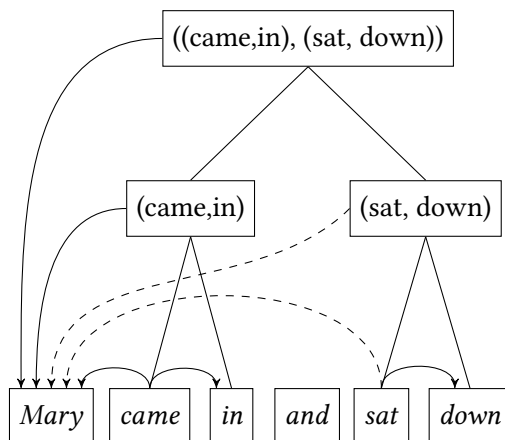 ((came,in), (sat, down))
(came,in) (sat, down)
Mary came in and sat down